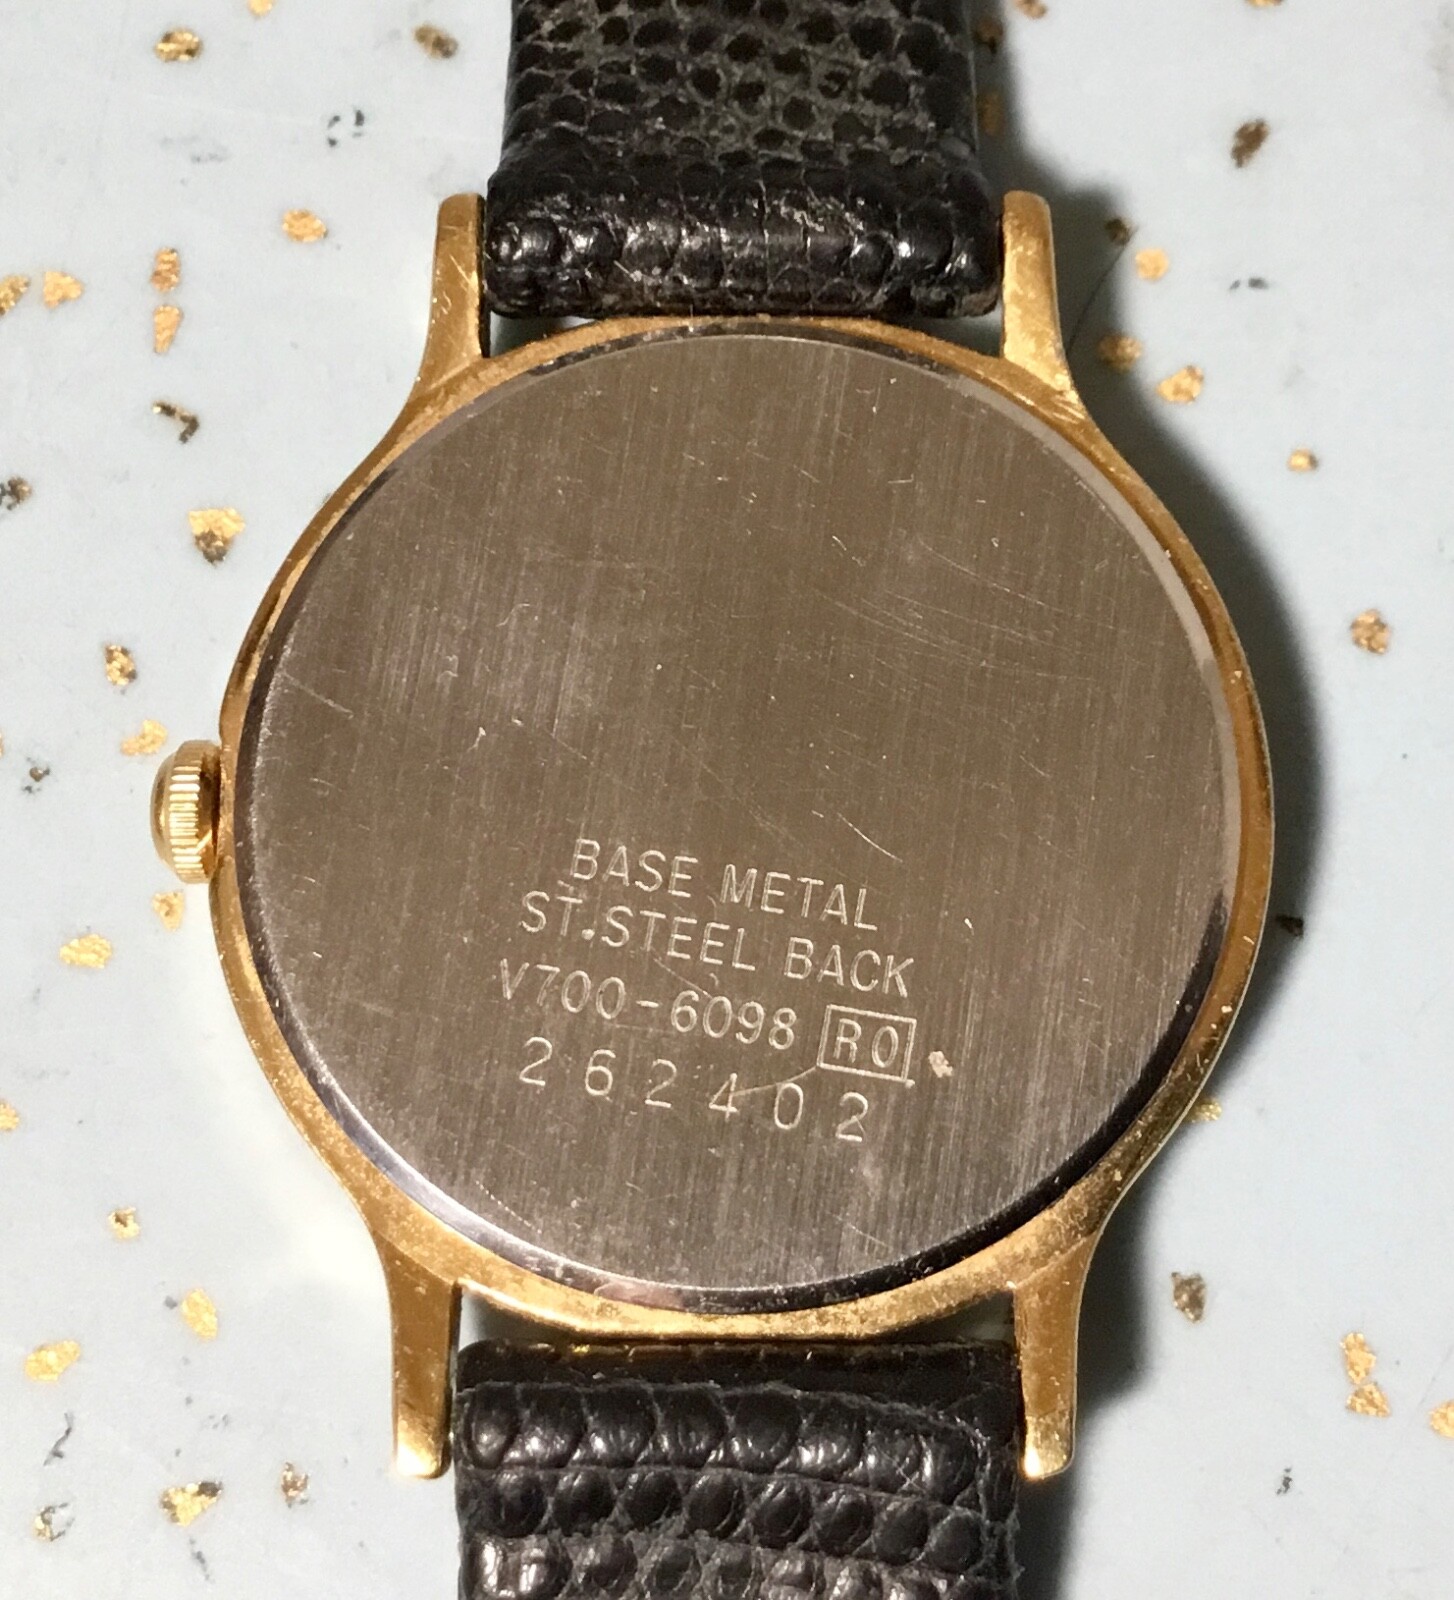 BASE METAL
ST.STEEL BACK
V700-6098 RO
262402